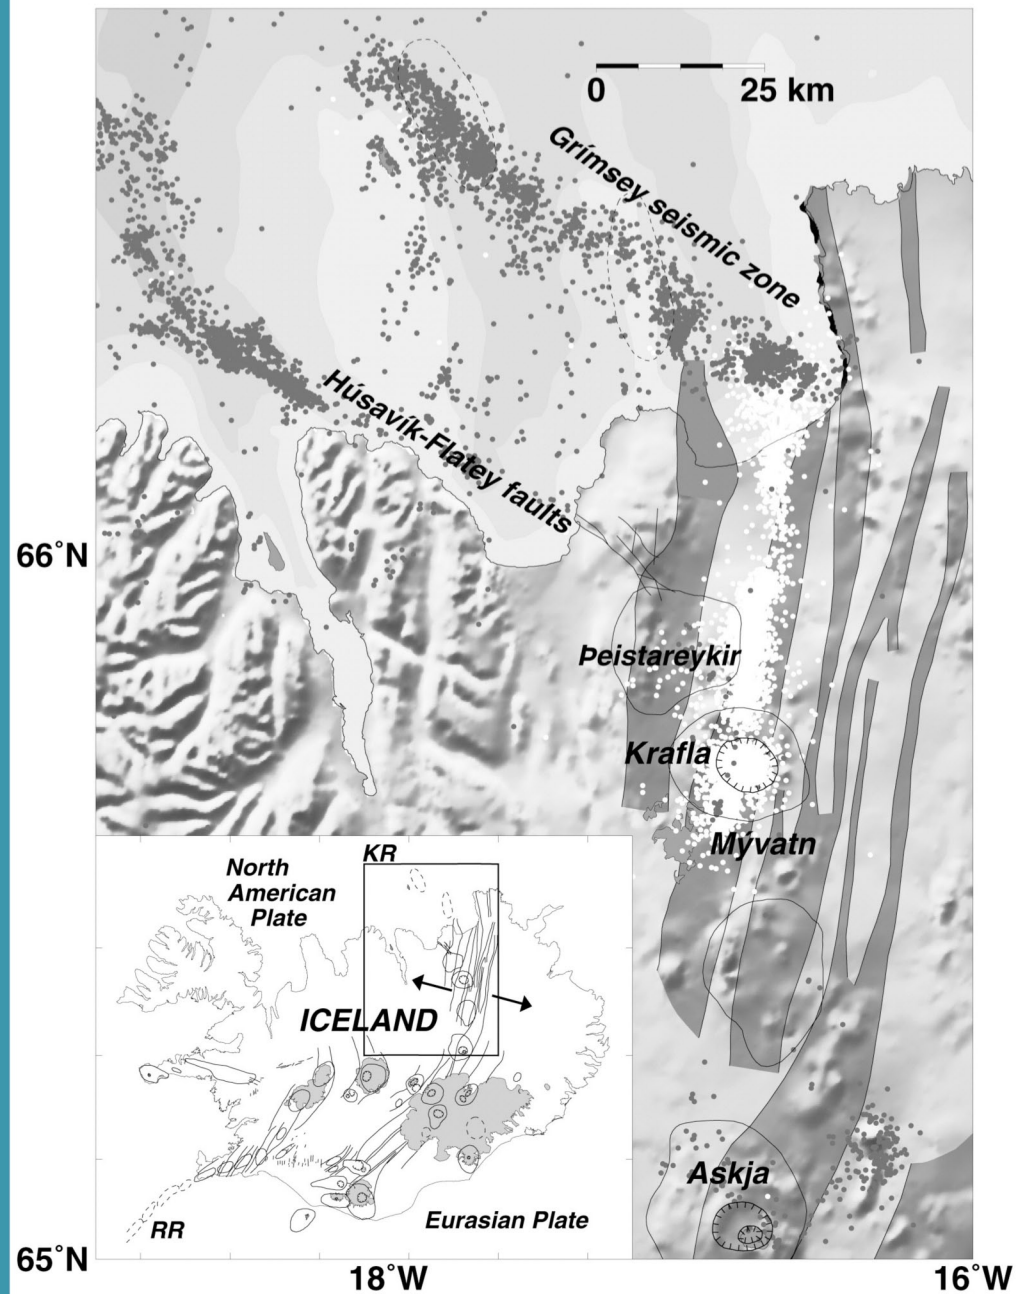 0 25 km
Grímsey seismic zone
Húsavík-Flatey faults
66°N
Þeistareykir
Krafla
Mývatn
KR
North
American
Plate
ICELAND
Askja
Eurasian Plate
RR
65°N
18°W
16°W